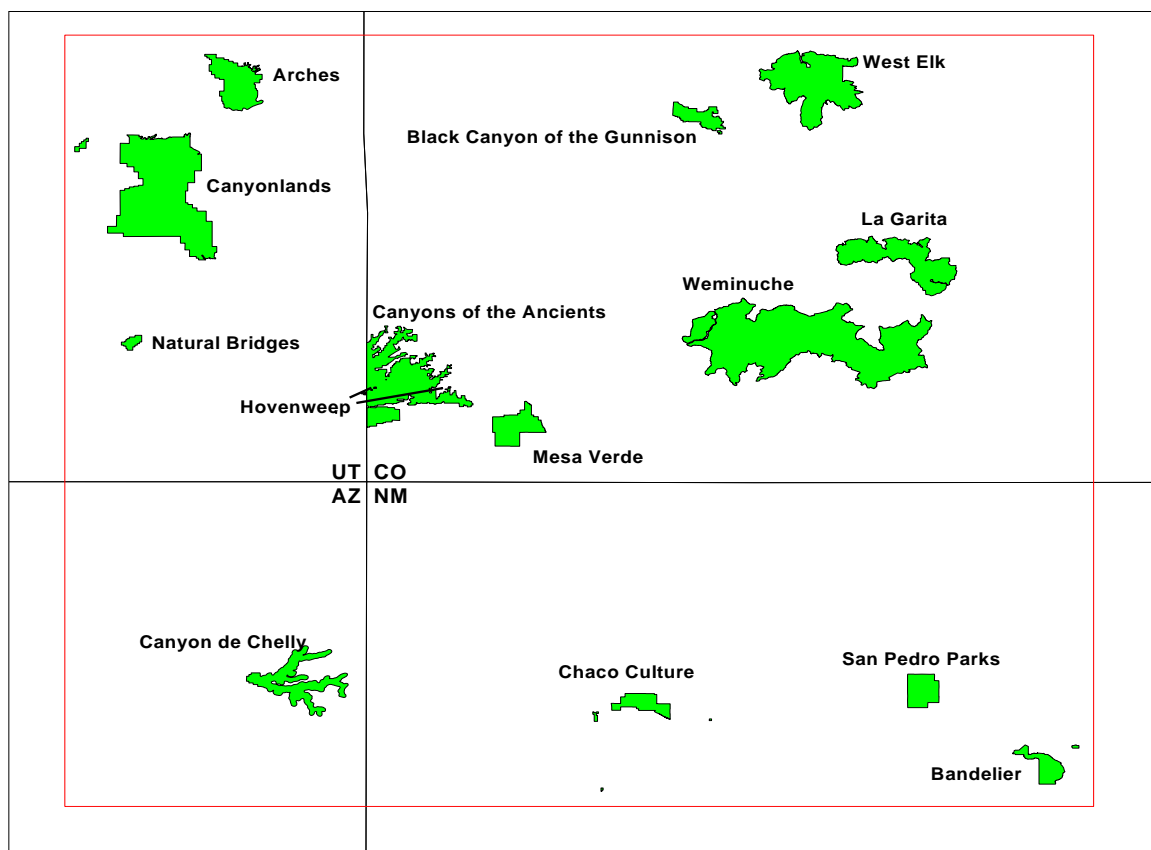 West Elk
Arches
Black Canyon of the Gunnison
Canyonlands
La Garita
Weminuche
Canyons of the Ancients
Natural Bridges
Hovenweep
Mesa Verde
UT CO
AZ NM
Canyon de Chelly
San Pedro Parks
Chaco Culture
Bandelier